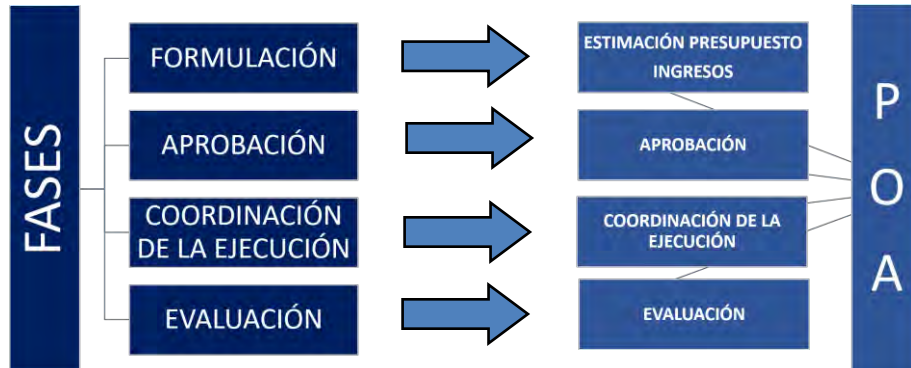 FASES
FORMULACIÓN
APROBACIÓN
COORDINACIÓN
DE LA EJECUCIÓN
EVALUACIÓN
ESTIMACIÓN PRESUPUESTO
INGRESOS
APROBACIÓN
COORDINACIÓN DE LA
EJECUCIÓN
EVALUACIÓN
P
O
A